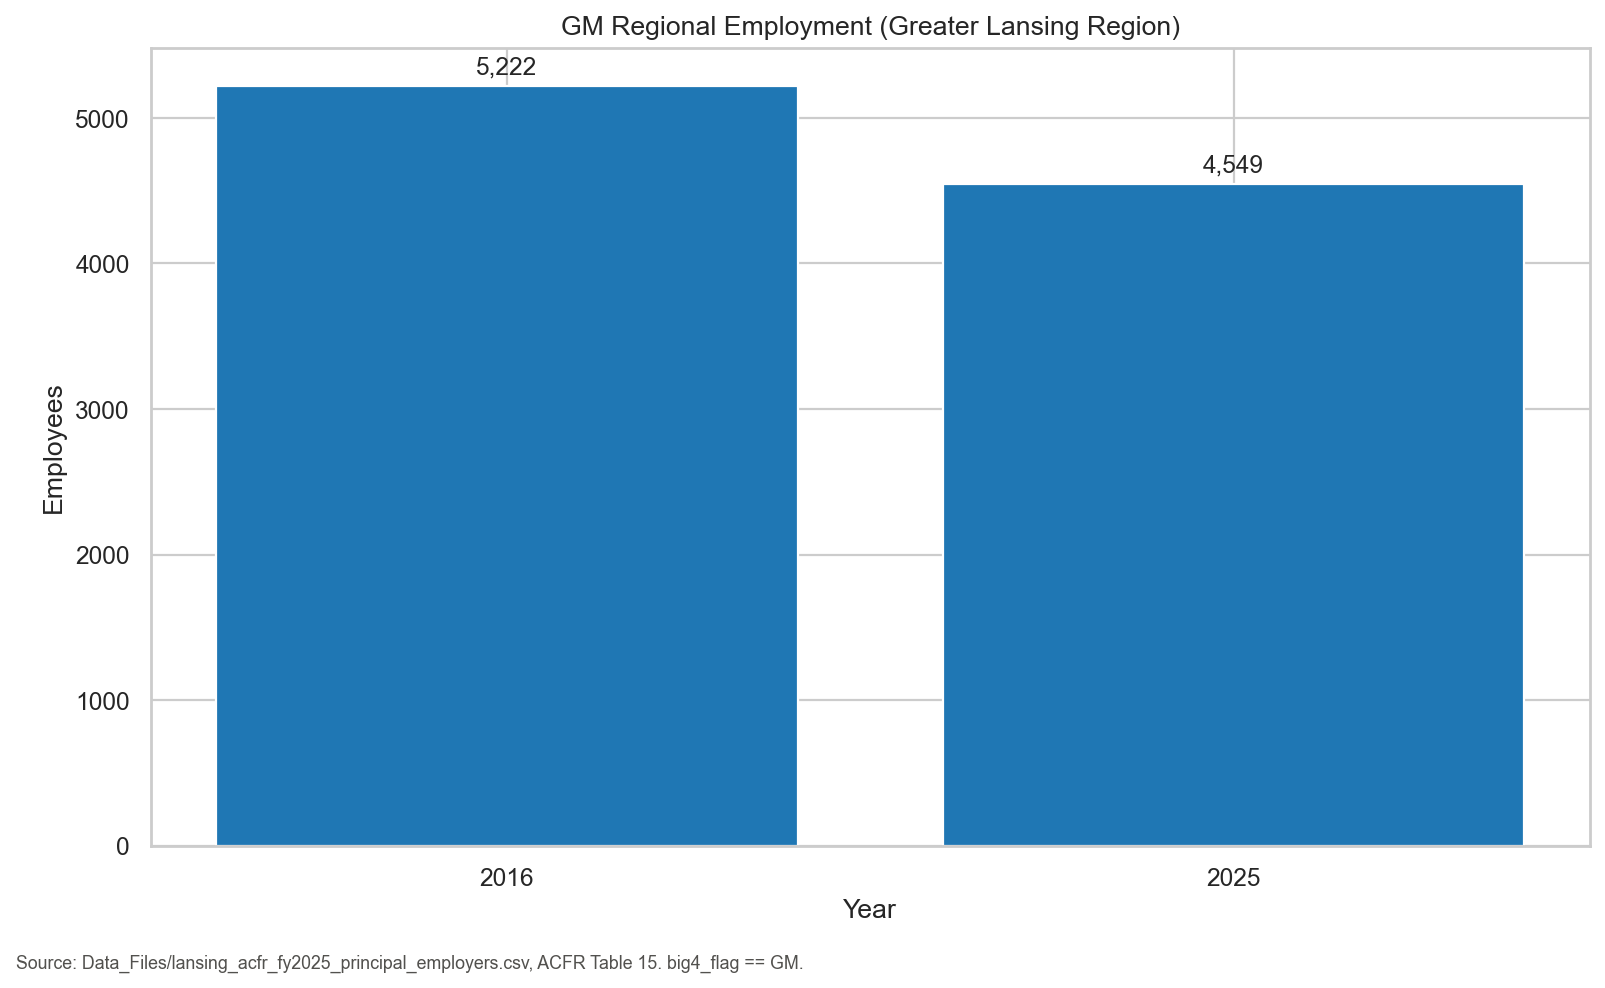 GM Regional Employment (Greater Lansing Region)
5,222
4,549
5000
4000
3000
2000
1000
0
Employees
2016
2025
Year
Source: Data_Files/lansing_acfr_fy2025_principal_employers.csv, ACFR Table 15. big4_flag == GM.